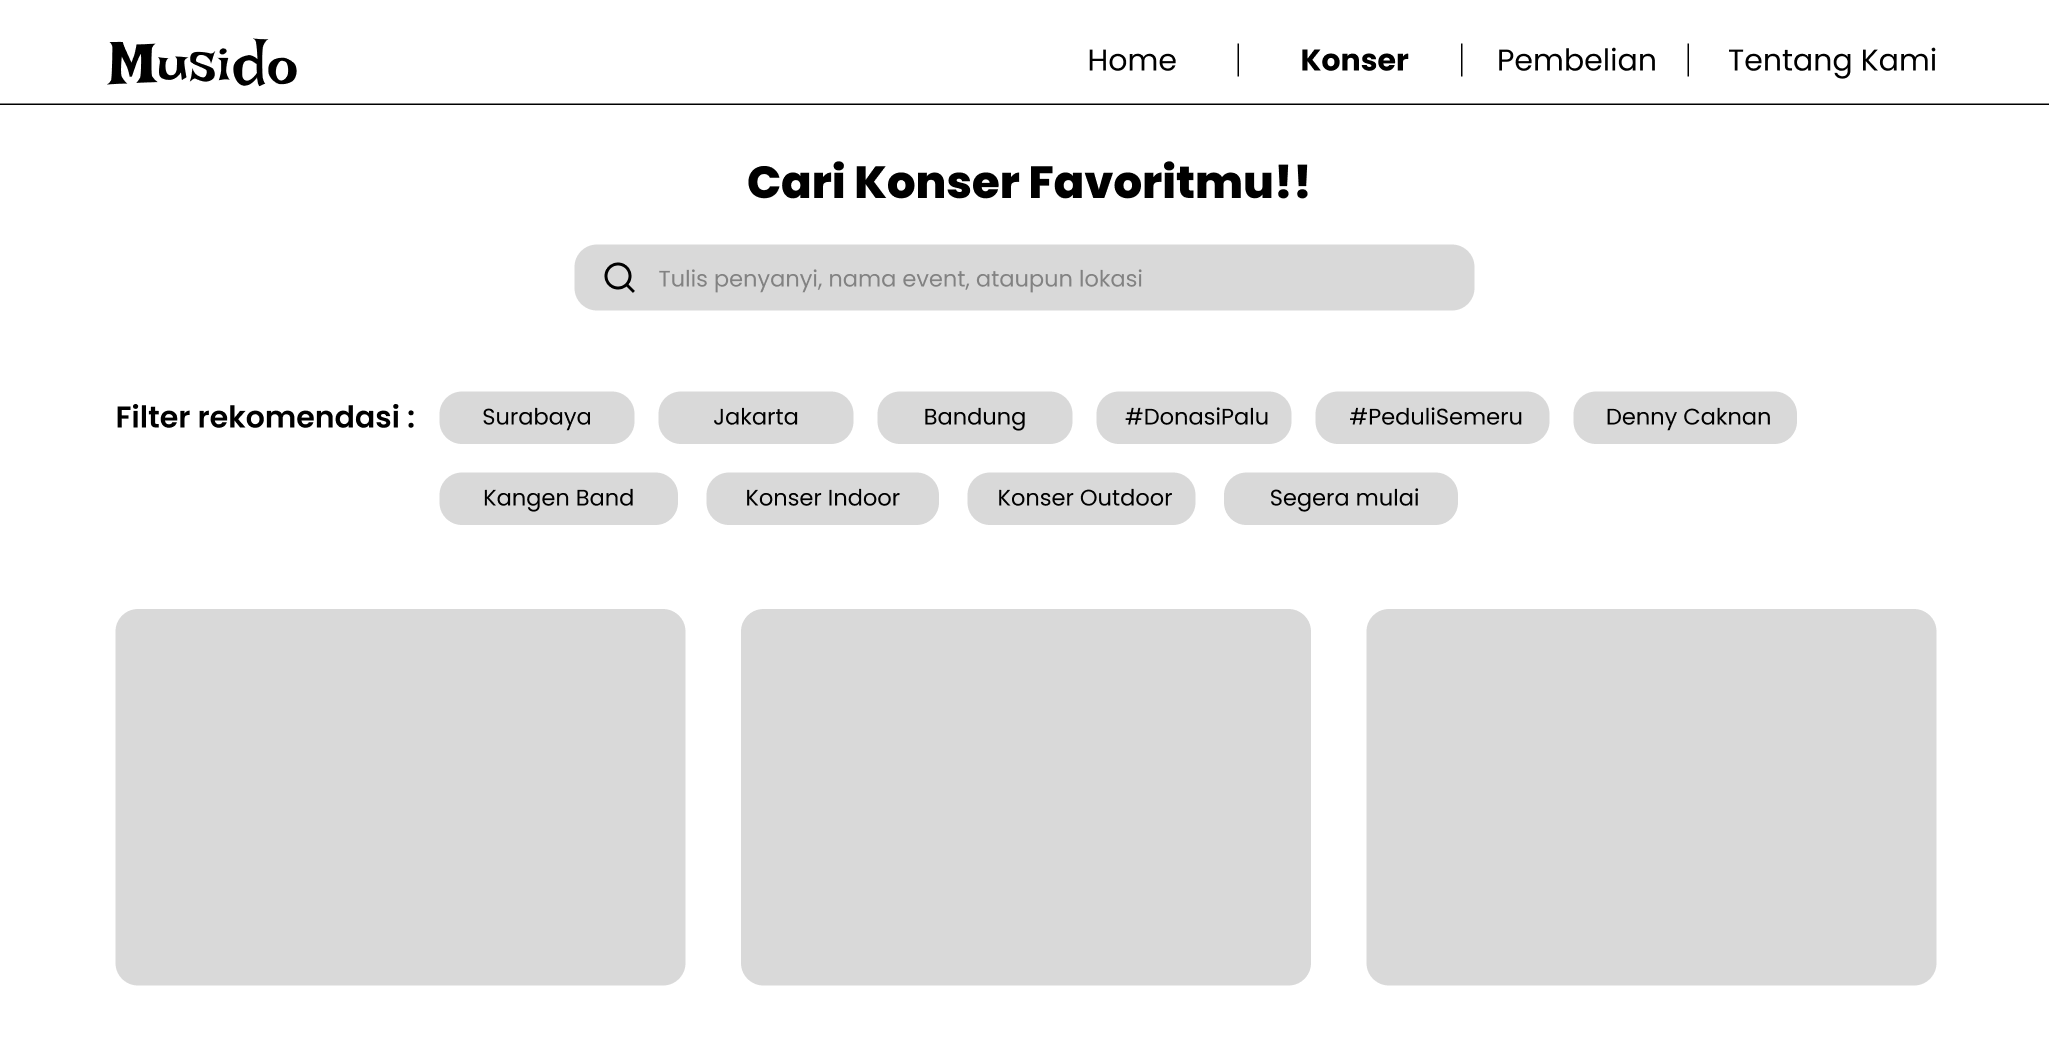 Musido
Home | Konser | Pembelian | Tentang Kami
Cari Konser Favoritmu!!
Tulis penyanyi, nama event, ataupun lokasi
Filter rekomendasi : Surabaya Jakarta Bandung #DonasiPalu #PeduliSemeru Denny Caknan
Kangen Band Konser Indoor Konser Outdoor Segera mulai